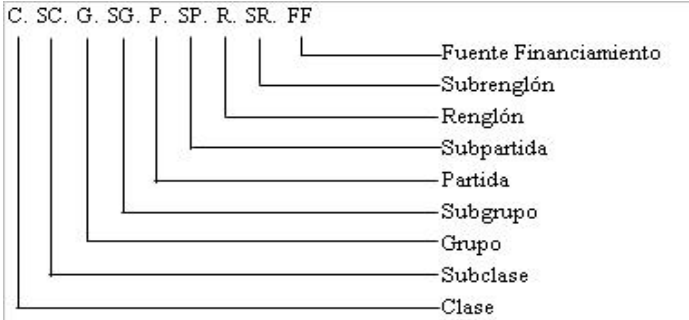 C. SC. G. SG. P. SP. R. SR. FF
Fuente Financiamiento
Subrenglón
Renglón
Subpartida
Partida
Subgrupo
Grupo
Subclase
Clase